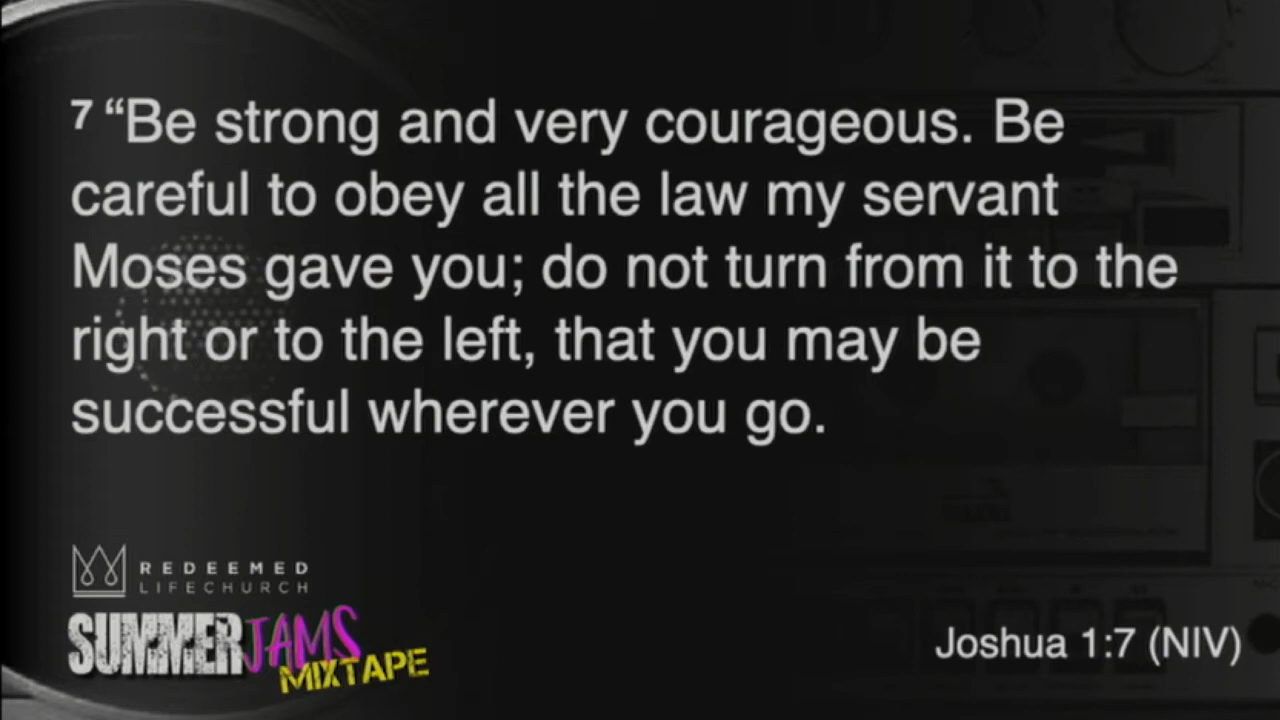 7 “Be strong and very courageous. Be
careful to obey all the law my servant
Moses gave you; do not turn from it to the
right or to the left, that you may be
successful wherever you go.
REDEEMED
LIFECHURCH
SUMMER JAMS
MIXTAPE
Joshua 1:7 (NIV)